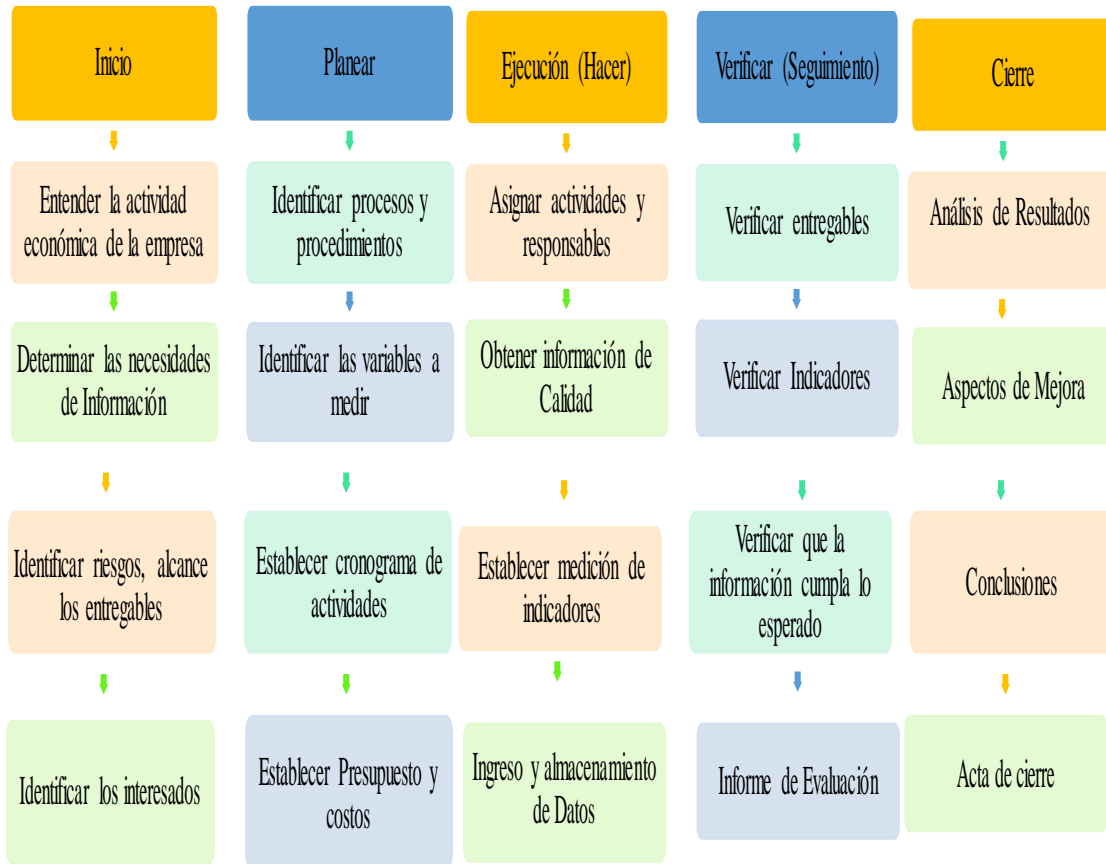 Inicio
Entender la actividad
económica de la empresa
Determinar las necesidades
de Información
Identificar riesgos, alcance
los entregables
Identificar los interesados
Planear
Identificar procesos y
procedimientos
Identificar las variables a
medir
Establecer cronograma de
actividades
Establecer Presupuesto y
costos
Ejecución (Hacer)
Asignar actividades y
responsables
Obtener información de
Calidad
Establecer medición de
indicadores
Ingreso y almacenamiento
de Datos
Verificar (Seguimiento)
Verificar entregables
Verificar Indicadores
Verificar que la
información cumpla lo
esperado
Informe de Evaluación
Cierre
Análisis de Resultados
Aspectos de Mejora
Conclusiones
Acta de cierre